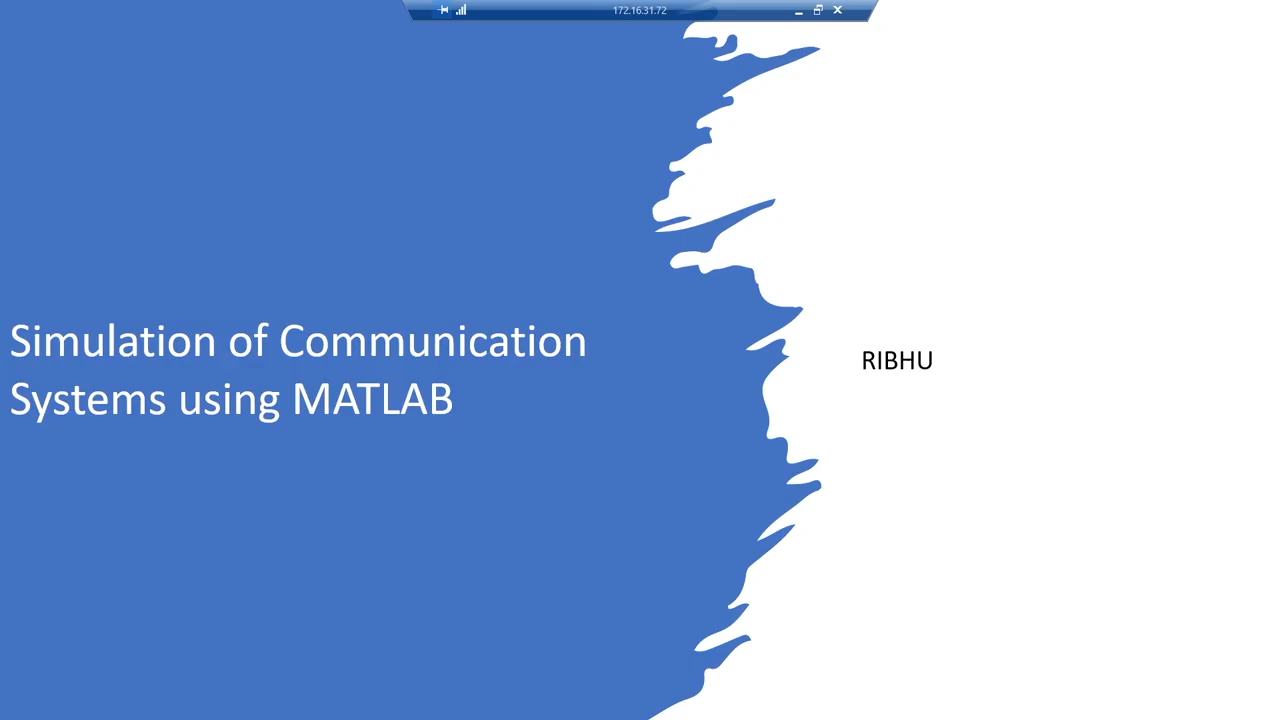 172.16.31.72
Simulation of Communication
Systems using MATLAB
RIBHU